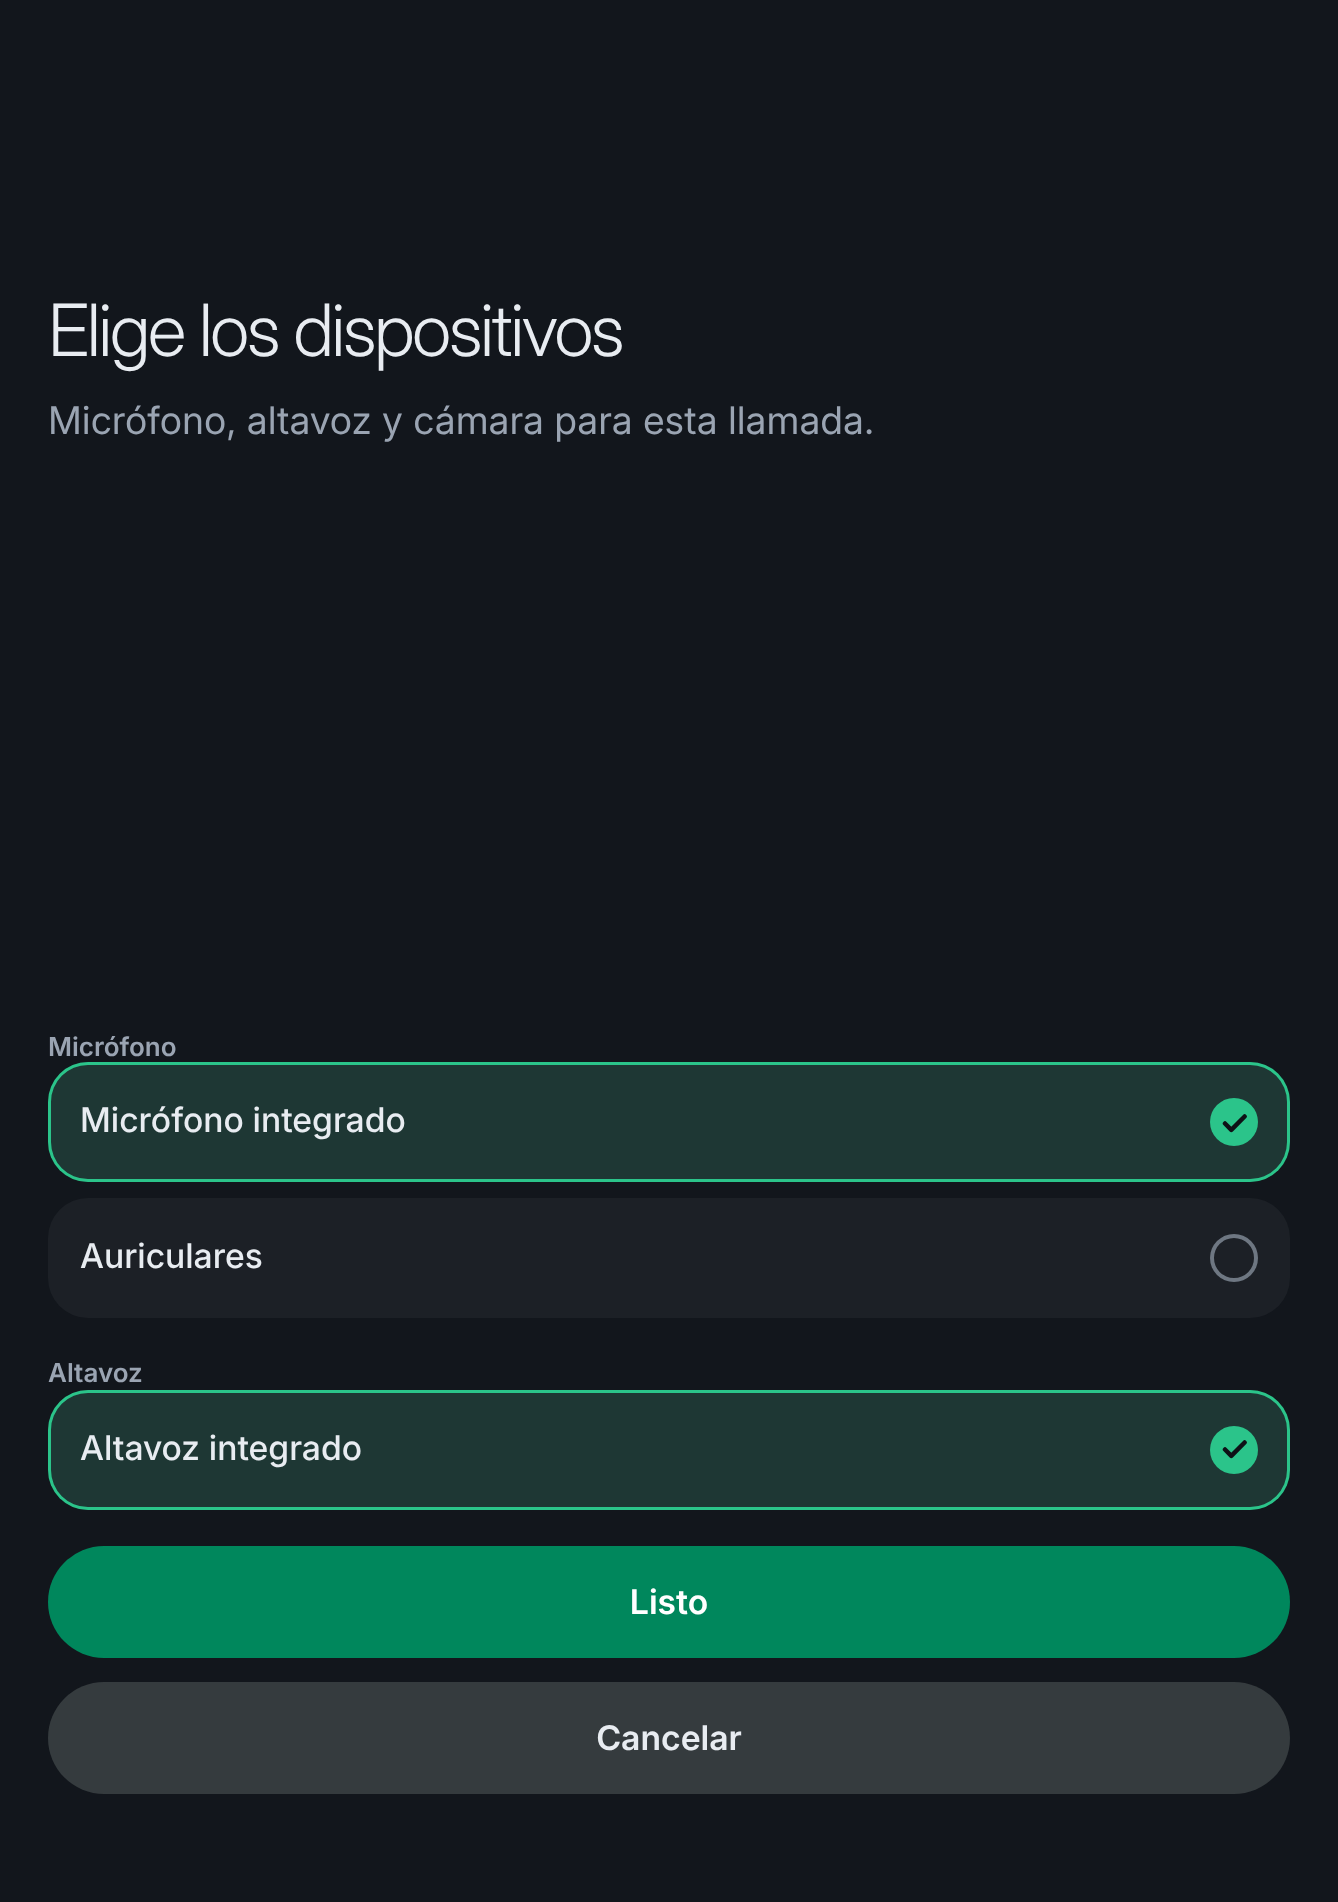 Elige los dispositivos
Micrófono, altavoz y cámara para esta llamada.
Micrófono
Micrófono integrado
Auriculares
Altavoz
Altavoz integrado
Listo
Cancelar